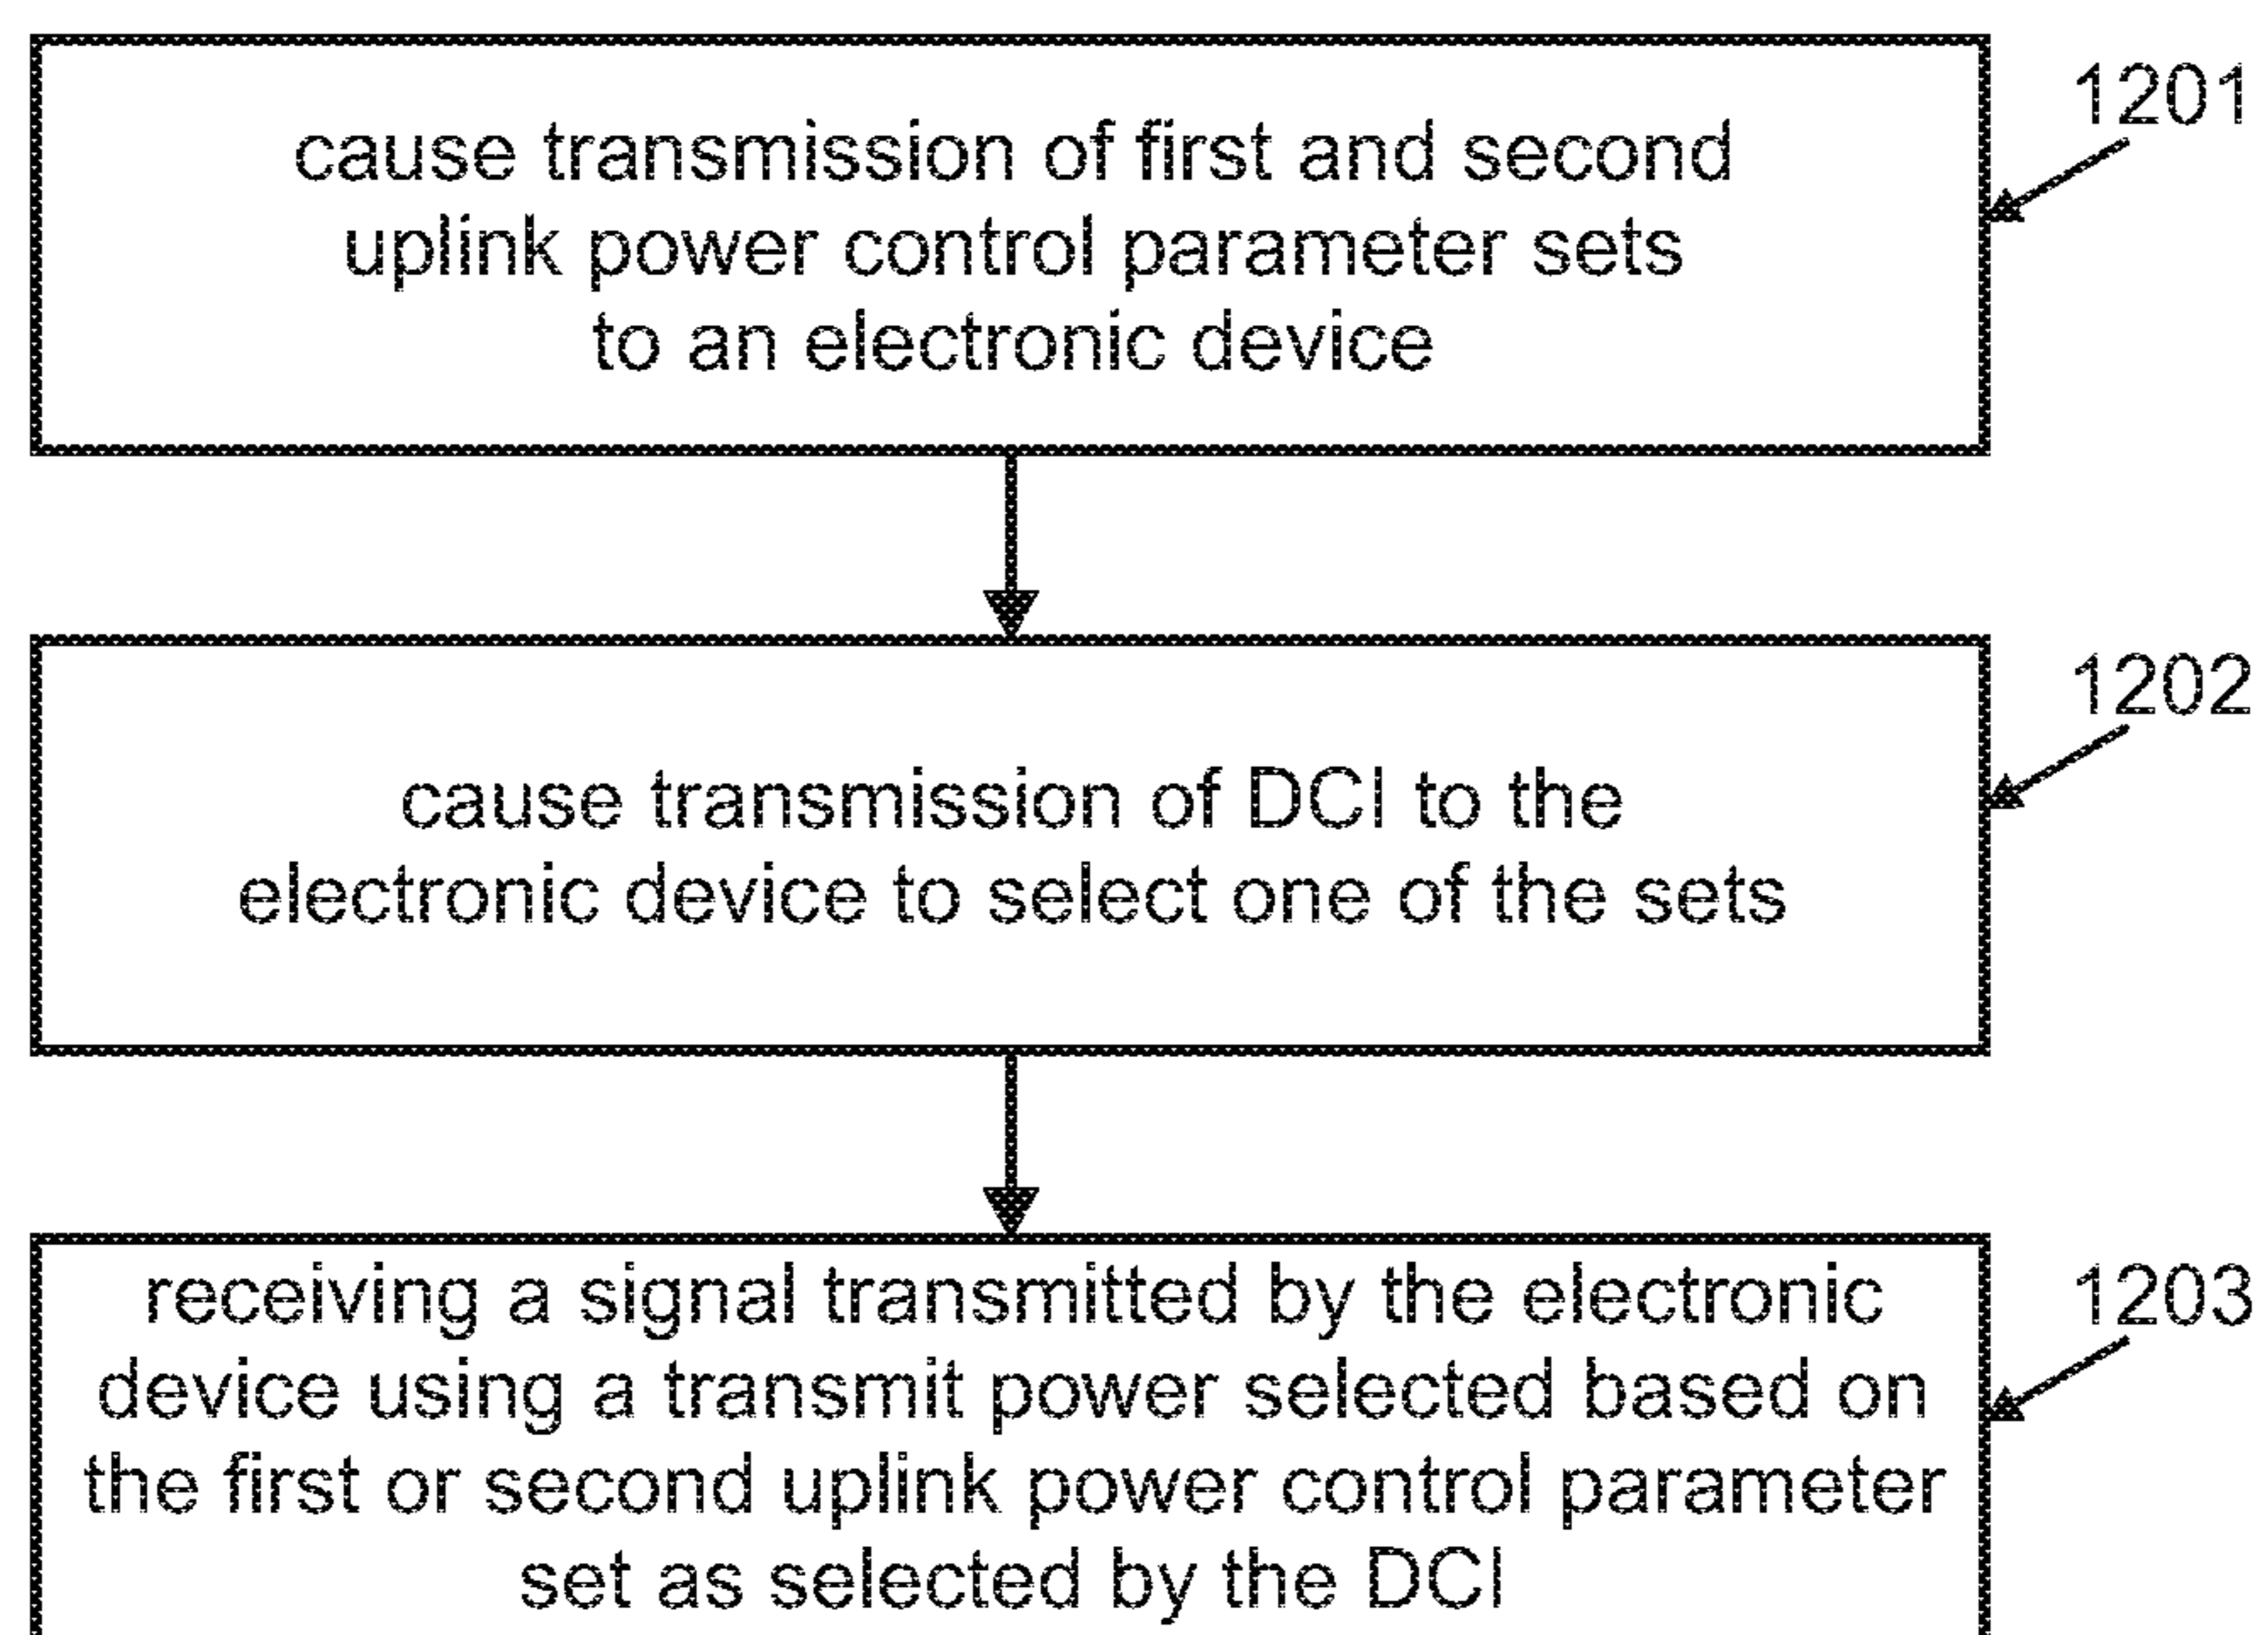 cause transmission of first and second
uplink power control parameter sets
to an electronic device
1201
cause transmission of DCI to the
electronic device to select one of the sets
1202
receiving a signal transmitted by the electronic
device using a transmit power selected based on
the first or second uplink power control parameter
set as selected by the DCI
1203